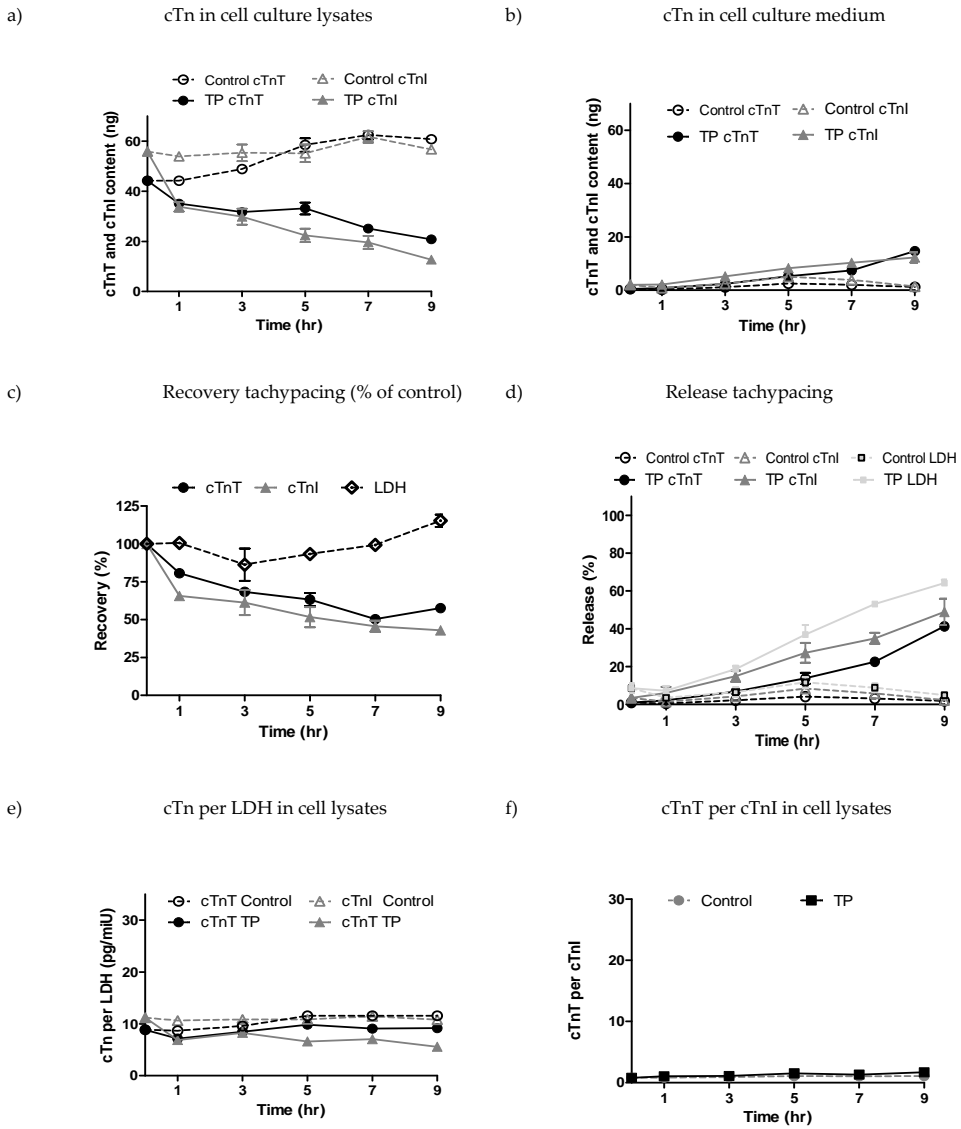 a) cTn in cell culture lysates
Control cTnT Control cTnI
TP cTnT TP cTnI
cTnT and cTnI content (ng)
60
40
20
0
1 3 5 7 9
Time (hr)
b) cTn in cell culture medium
Control cTnT Control cTnI
TP cTnT TP cTnI
cTnT and cTnI content (ng)
60
40
20
0
1 3 5 7 9
Time (hr)
c) Recovery tachypacing (% of control)
cTnT cTnI LDH
Recovery (%)
125
100
75
50
25
0
1 3 5 7 9
Time (hr)
d) Release tachypacing
Control cTnT Control cTnI Control LDH
TP cTnT TP cTnI TP LDH
Release (%)
100
80
60
40
20
0
1 3 5 7 9
Time (hr)
e) cTn per LDH in cell lysates
cTnT Control cTnI Control
cTnT TP cTnT TP
cTn per LDH (pg/miU)
30
20
10
0
1 3 5 7 9
Time (hr)
f) cTnT per cTnI in cell lysates
Control TP
cTnT per cTnI
30
20
10
0
1 3 5 7 9
Time (hr)